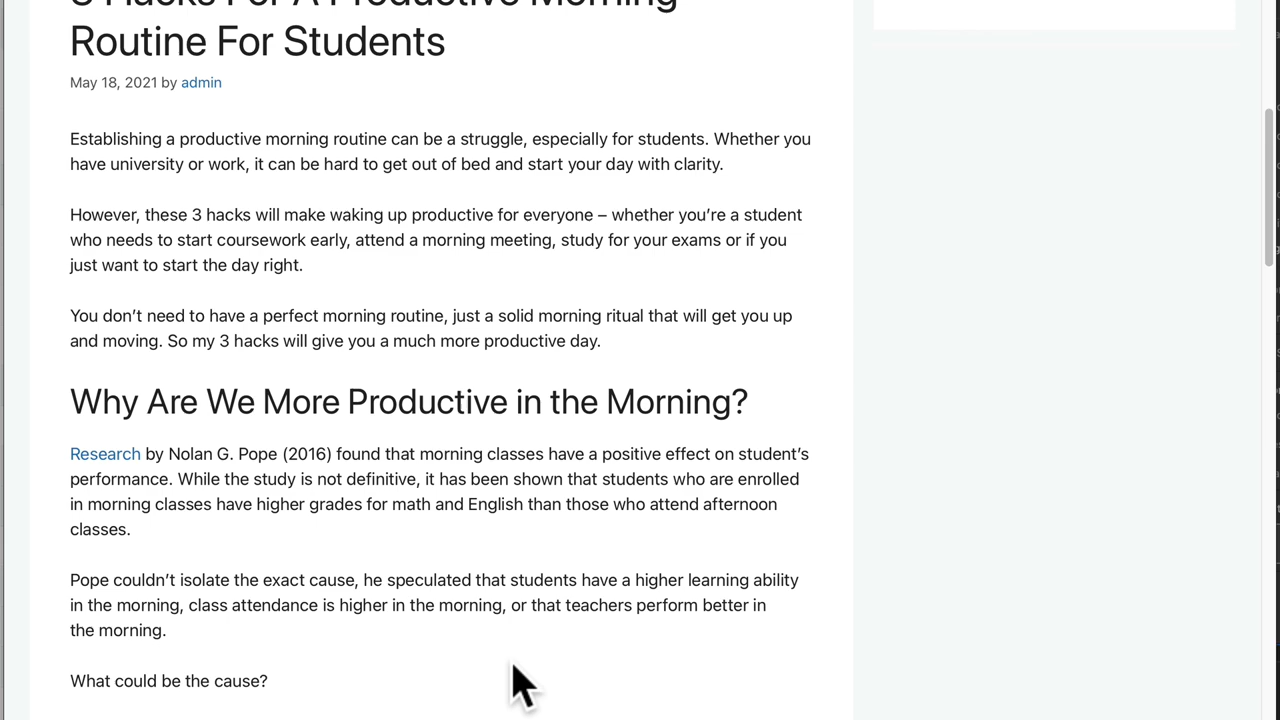 3 Hacks For A Productive Morning
Routine For Students
May 18, 2021 by admin
Establishing a productive morning routine can be a struggle, especially for students. Whether you
have university or work, it can be hard to get out of bed and start your day with clarity.
However, these 3 hacks will make waking up productive for everyone – whether you’re a student
who needs to start coursework early, attend a morning meeting, study for your exams or if you
just want to start the day right.
You don’t need to have a perfect morning routine, just a solid morning ritual that will get you up
and moving. So my 3 hacks will give you a much more productive day.
Why Are We More Productive in the Morning?
Research by Nolan G. Pope (2016) found that morning classes have a positive effect on student’s
performance. While the study is not definitive, it has been shown that students who are enrolled
in morning classes have higher grades for math and English than those who attend afternoon
classes.
Pope couldn’t isolate the exact cause, he speculated that students have a higher learning ability
in the morning, class attendance is higher in the morning, or that teachers perform better in
the morning.
What could be the cause?